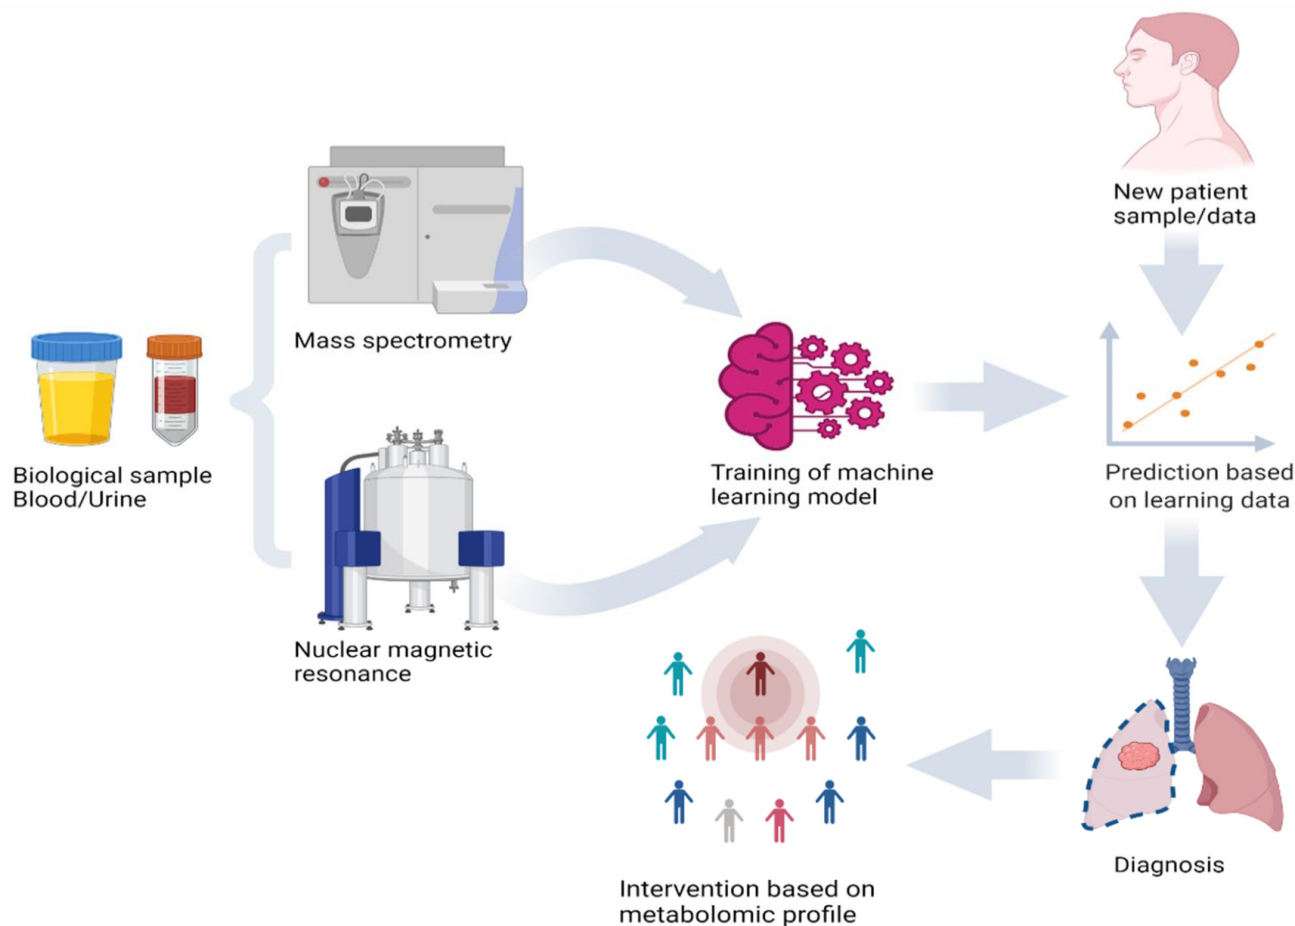 New patient
sample/data
Mass spectrometry
Biological sample
Blood/Urine
Training of machine
learning model
Prediction based
on learning data
Nuclear magnetic
resonance
Diagnosis
Intervention based on
metabolomic profile